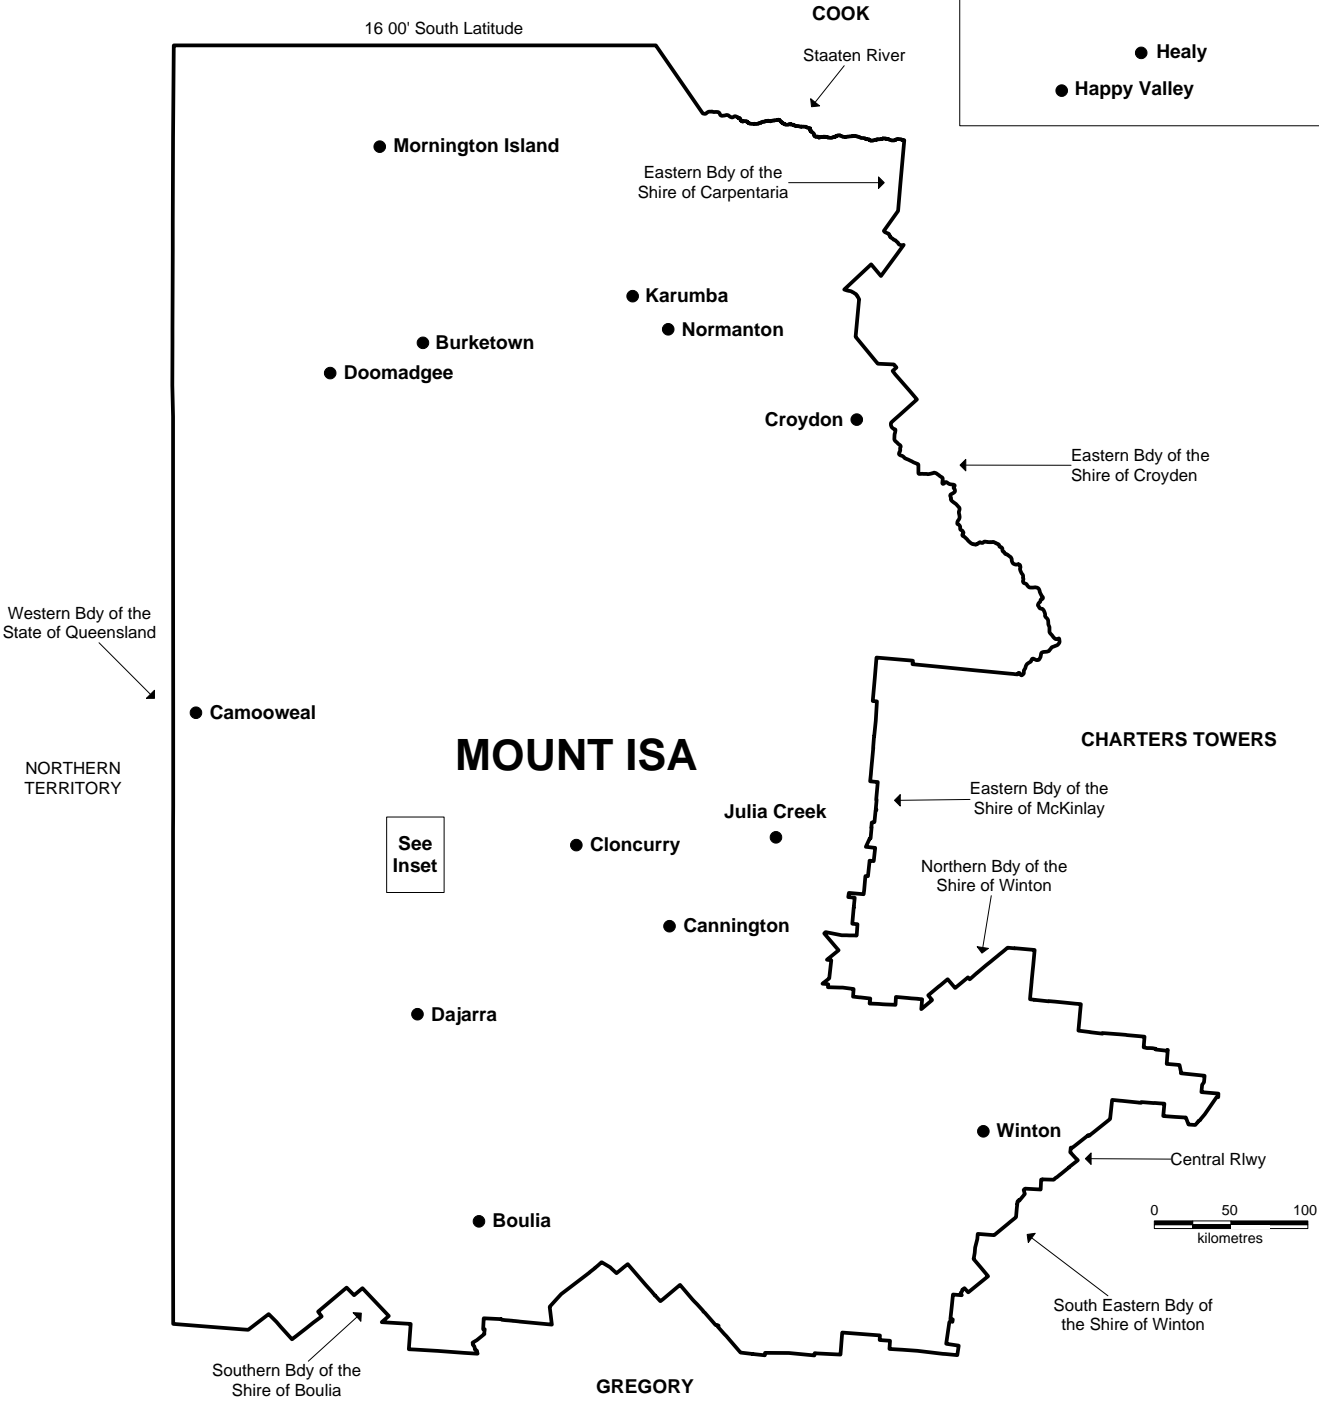 COOK
16 00' South Latitude
Staaten River
Healy
Happy Valley
Mornington Island
Eastern Bdy of the
Shire of Carpentaria
Karumba
Normanton
Burketown
Doomadgee
Croydon
Eastern Bdy of the
Shire of Croyden
Western Bdy of the
State of Queensland
Camooweal
MOUNT ISA
CHARTERS TOWERS
NORTHERN
TERRITORY
Eastern Bdy of the
Shire of McKinlay
Julia Creek
See
Inset
Cloncurry
Northern Bdy of the
Shire of Winton
Cannington
Dajarra
Winton
Central Rlwy
Boulia
0 50 100
kilometres
South Eastern Bdy of
the Shire of Winton
Southern Bdy of the
Shire of Boulia
GREGORY